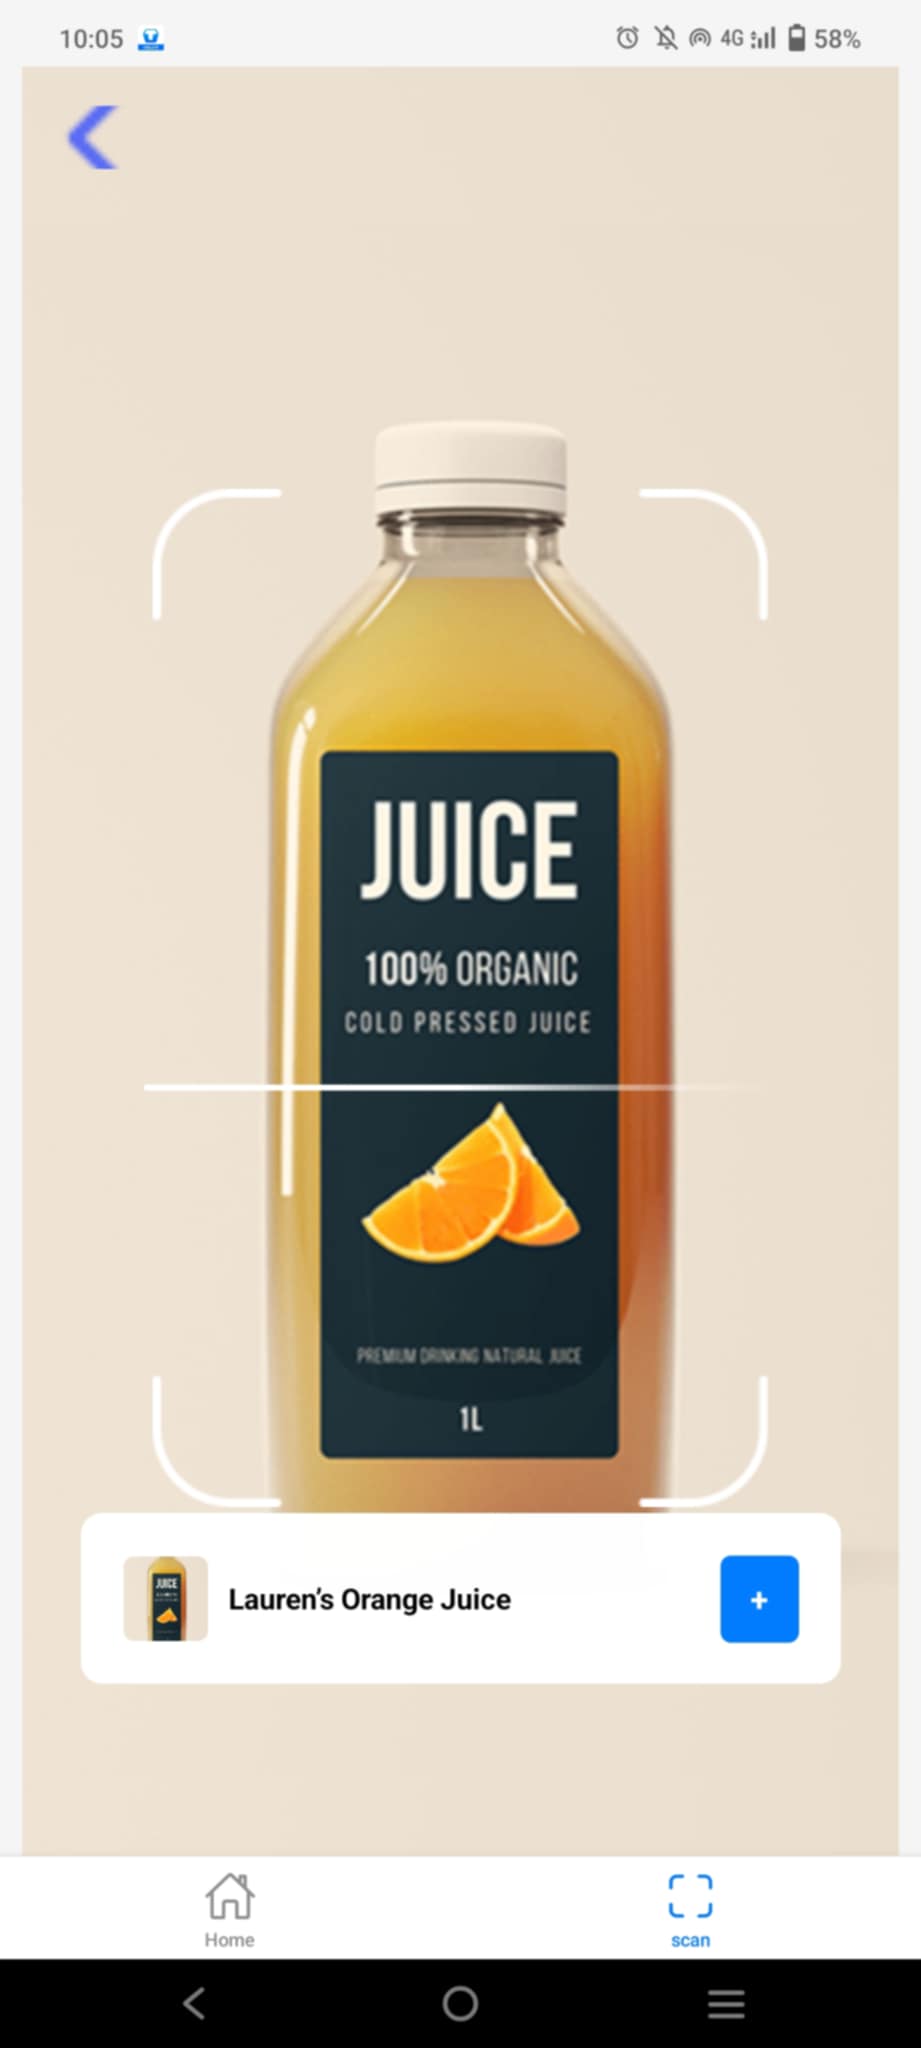 10:05
4G
58%
JUICE
100% ORGANIC
COLD PRESSED JUICE
PREMIUM DRINKING NATURAL JUICE
1L
JUICE
Lauren's Orange Juice
+
Home
scan